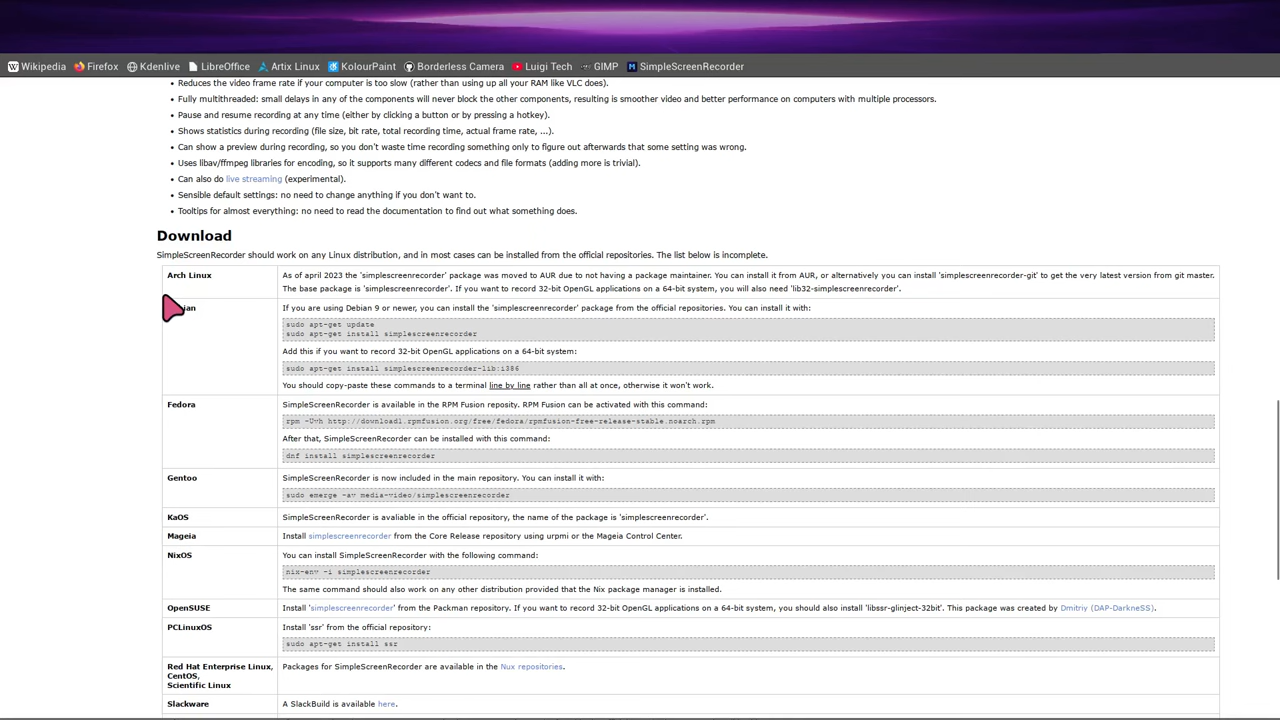 Wikipedia Firefox Kdenlive LibreOffice Artix Linux KolourPaint Borderless Camera Luigi Tech GIMP SimpleScreenRecorder
• Reduces the video frame rate if your computer is too slow (rather than using up all your RAM like VLC does).
• Fully multithreaded: small delays in any of the components will never block the other components, resulting is smoother video and better performance on computers with multiple processors.
• Pause and resume recording at any time (either by clicking a button or by pressing a hotkey).
• Shows statistics during recording (file size, bit rate, total recording time, actual frame rate, ...).
• Can show a preview during recording, so you don't waste time recording something only to figure out afterwards that some setting was wrong.
• Uses libav/ffmpeg libraries for encoding, so it supports many different codecs and file formats (adding more is trivial).
• Can also do live streaming (experimental).
• Sensible default settings: no need to change anything if you don't want to.
• Tooltips for almost everything: no need to read the documentation to find out what something does.
Download
SimpleScreenRecorder should work on any Linux distribution, and in most cases can be installed from the official repositories. The list below is incomplete.
Arch Linux
As of april 2023 the 'simplescreenrecorder' package was moved to AUR due to not having a package maintainer. You can install it from AUR, or alternatively you can install 'simplescreenrecorder-git' to get the very latest version from git master.
The base package is 'simplescreenrecorder'. If you want to record 32-bit OpenGL applications on a 64-bit system, you will also need 'lib32-simplescreenrecorder'.
If you are using Debian 9 or newer, you can install the 'simplescreenrecorder' package from the official repositories. You can install it with:
sudo apt-get update
sudo apt-get install simplescreenrecorder
Add this if you want to record 32-bit OpenGL applications on a 64-bit system:
sudo apt-get install simplescreenrecorder-lib:i386
You should copy-paste these commands to a terminal line by line rather than all at once, otherwise it won't work.
Fedora
SimpleScreenRecorder is available in the RPM Fusion reposity. RPM Fusion can be activated with this command:
rpm -Uvh http://download1.rpmfusion.org/free/fedora/rpmfusion-free-release-stable.noarch.rpm
After that, SimpleScreenRecorder can be installed with this command:
dnf install simplescreenrecorder
Gentoo
SimpleScreenRecorder is now included in the main repository. You can install it with:
sudo emerge -av media-video/simplescreenrecorder
KaOS
SimpleScreenRecorder is avaliable in the official repository, the name of the package is 'simplescreenrecorder'.
Mageia
Install simplescreenrecorder from the Core Release repository using urpmi or the Mageia Control Center.
NixOS
You can install SimpleScreenRecorder with the following command:
nix-env -i simplescreenrecorder
The same command should also work on any other distribution provided that the Nix package manager is installed.
OpenSUSE
Install 'simplescreenrecorder' from the Packman repository. If you want to record 32-bit OpenGL applications on a 64-bit system, you should also install 'libssr-glinject-32bit'. This package was created by Dmitriy (DAP-DarkneSS).
PCLinuxOS
Install 'ssr' from the official repository:
sudo apt-get install ssr
Red Hat Enterprise Linux,
CentOS,
Scientific Linux
Packages for SimpleScreenRecorder are available in the Nux repositories.
Slackware
A SlackBuild is available here.